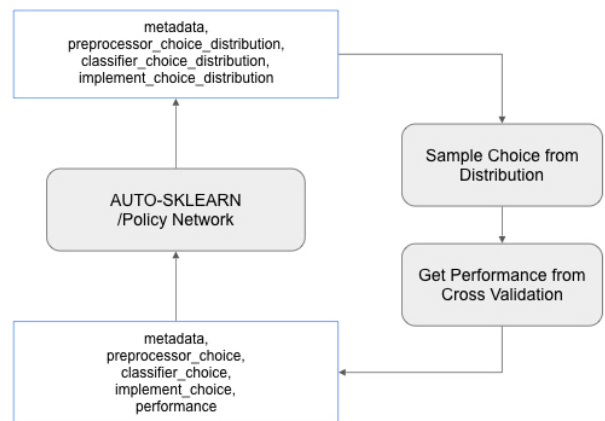 metadata,
preprocessor_choice_distribution,
classifier_choice_distribution,
implement_choice_distribution
Sample Choice from
Distribution
AUTO-SKLEARN
/Policy Network
Get Performance from
Cross Validation
metadata,
preprocessor_choice,
classifier_choice,
implement_choice,
performance